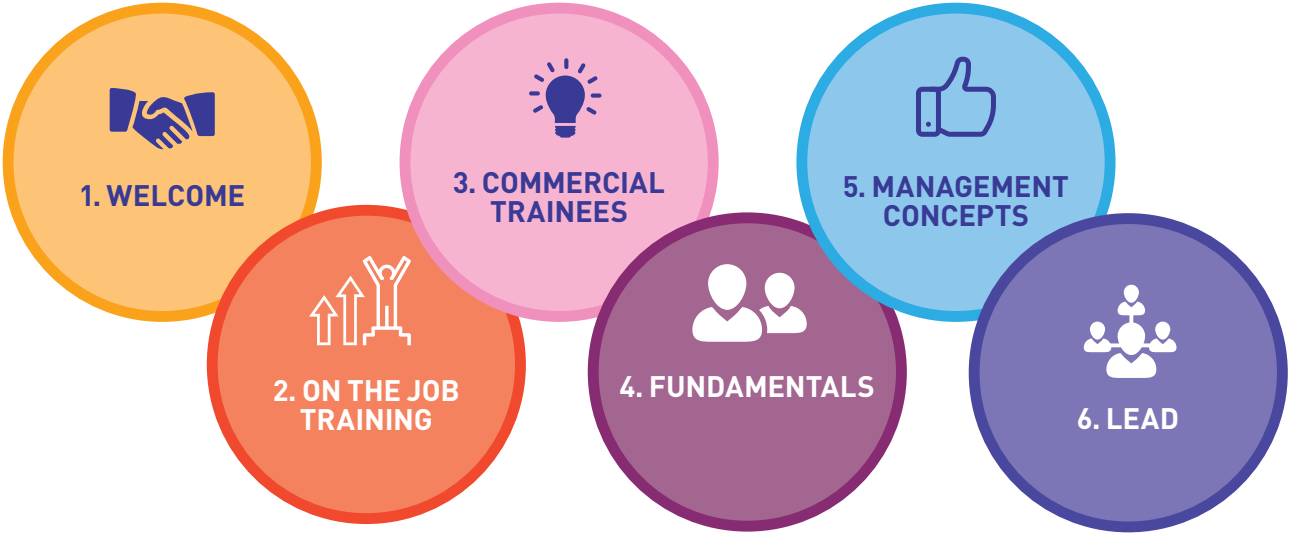 1. WELCOME
2. ON THE JOB
TRAINING
3. COMMERCIAL
TRAINEES
4. FUNDAMENTALS
5. MANAGEMENT
CONCEPTS
6. LEAD